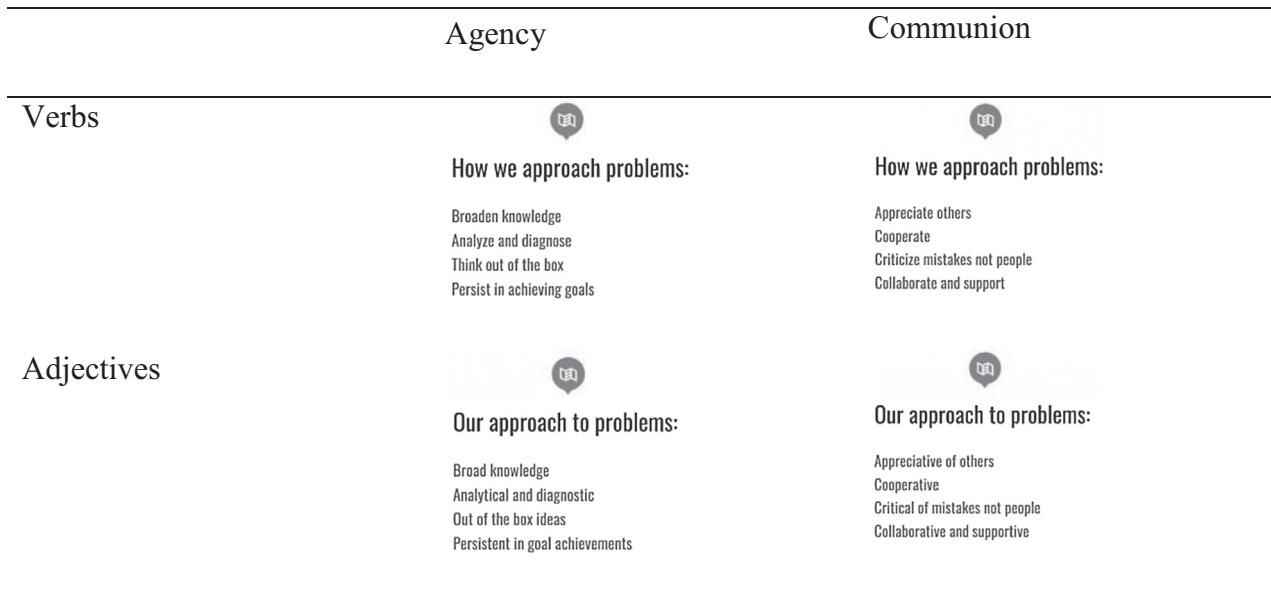 Agency Communion
Verbs
How we approach problems:
Broaden knowledge
Analyze and diagnose
Think out of the box
Persist in achieving goals
How we approach problems:
Appreciate others
Cooperate
Criticize mistakes not people
Collaborate and support
Adjectives
Our approach to problems:
Broad knowledge
Analytical and diagnostic
Out of the box ideas
Persistent in goal achievements
Our approach to problems:
Appreciative of others
Cooperative
Critical of mistakes not people
Collaborative and supportive